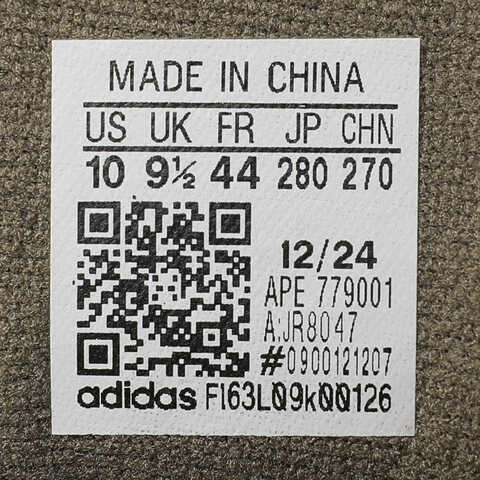 MADE IN CHINA
US UK FR JP CHN
10 9½ 44 280 270
12/24
APE 779001
A:JR8047
#0900121207
adidas FI63L09k00126